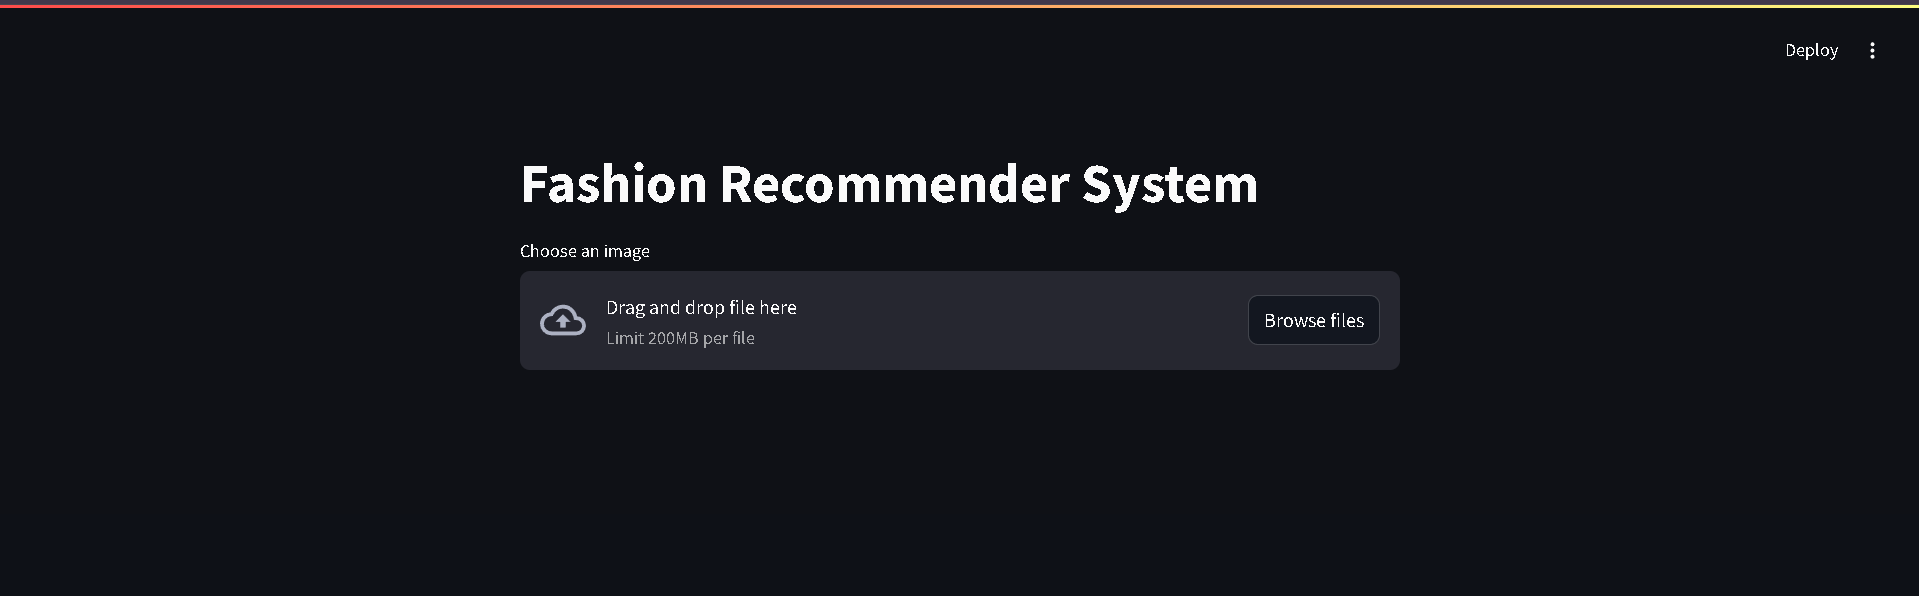 Deploy
Fashion Recommender System
Choose an image
Drag and drop file here
Limit 200MB per file
Browse files